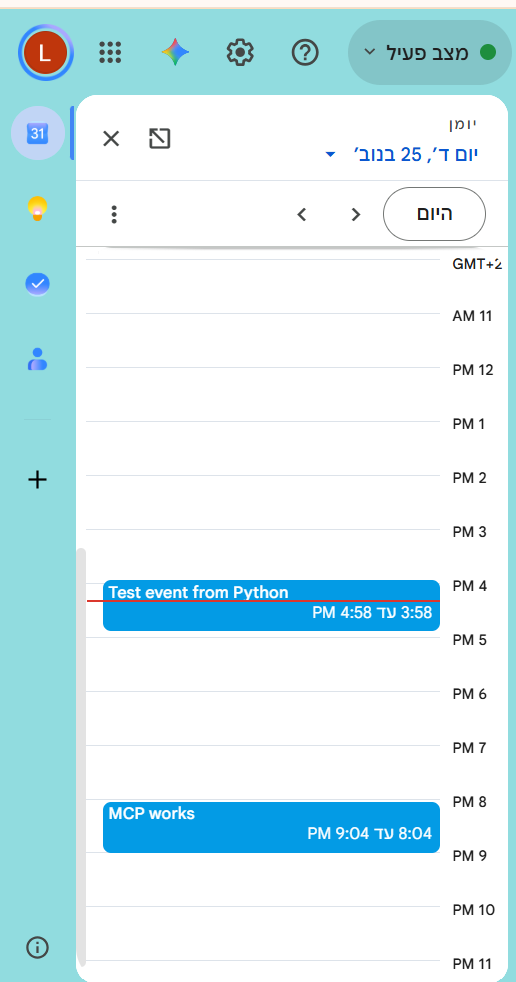 L
מצב פעיל
31
יומן
יום ד׳, 25 בנוב׳
היום
GMT+2
11 AM
12 PM
1 PM
2 PM
3 PM
4 PM
Test event from Python
3:58 עד 4:58 PM
5 PM
6 PM
7 PM
8 PM
MCP works
8:04 עד 9:04 PM
9 PM
10 PM
11 PM